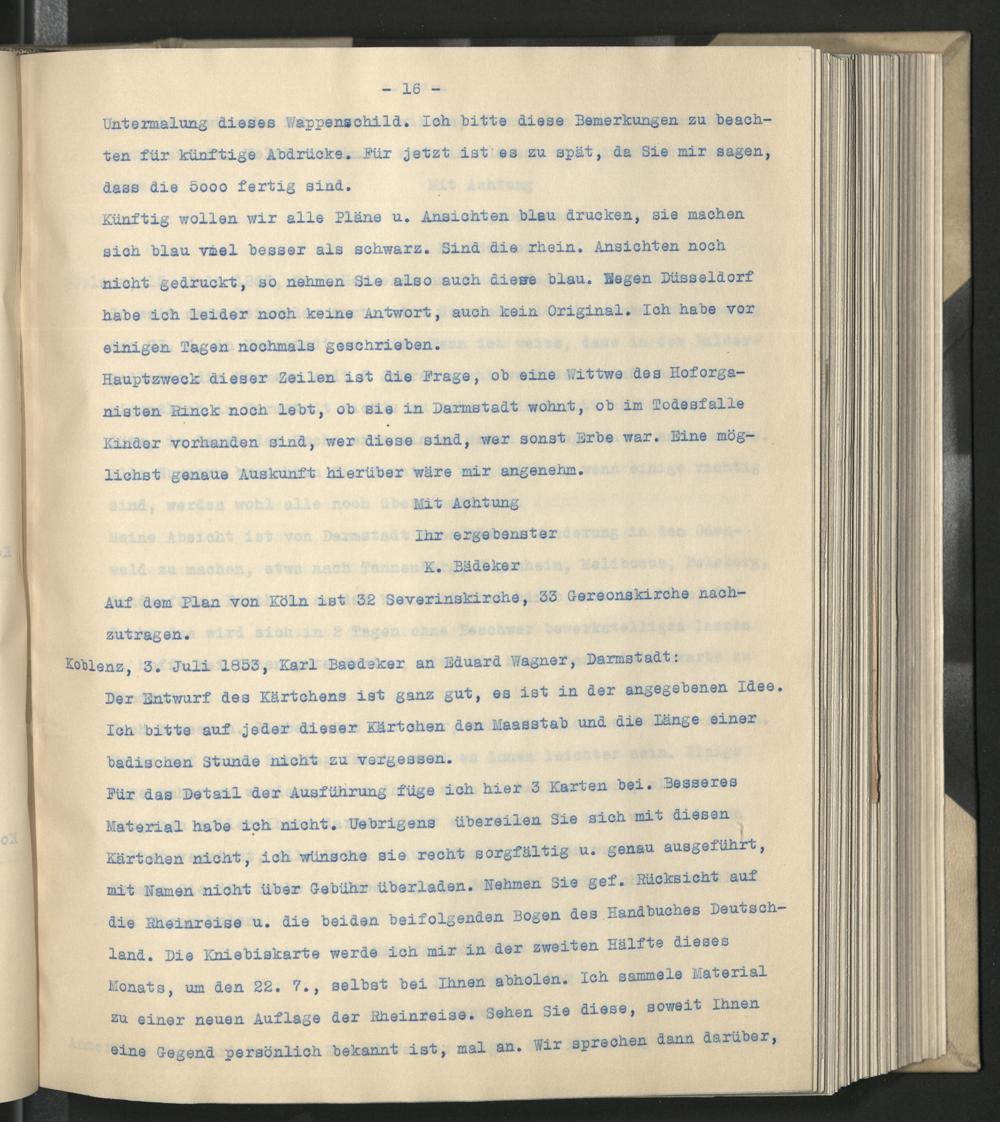 - 16 -
Untermalung dieses Wappenschild. Ich bitte diese Bemerkungen zu beach-
ten für künftige Abdrücke. Für jetzt ist es zu spät, da Sie mir sagen,
dass die 5000 fertig sind.
Künftig wollen wir alle Pläne u. Ansichten blau drucken, sie machen
sich blau viel besser als schwarz. Sind die rhein. Ansichten noch
nicht gedruckt, so nehmen Sie also auch diese blau. Wegen Düsseldorf
habe ich leider noch keine Antwort, auch kein Original. Ich habe vor
einigen Tagen nochmals geschrieben.
Hauptzweck dieser Zeilen ist die Frage, ob eine Wittwe des Hoforga-
nisten Rinck noch lebt, ob sie in Darmstadt wohnt, ob im Todesfalle
Kinder vorhanden sind, wer diese sind, wer sonst Erbe war. Eine mög-
lichst genaue Auskunft hierüber wäre mir angenehm.
Mit Achtung
Ihr ergebenster
K. Bädeker
Auf dem Plan von Köln ist 32 Severinskirche, 33 Gereonskirche nach-
zutragen.
Koblenz, 3. Juli 1853, Karl Baedeker an Eduard Wagner, Darmstadt:
Der Entwurf des Kärtchens ist ganz gut, es ist in der angegebenen Idee.
Ich bitte auf jeder dieser Kärtchen den Maasstab und die Länge einer
badischen Stunde nicht zu vergessen.
Für das Detail der Ausführung füge ich hier 3 Karten bei. Besseres
Material habe ich nicht. Uebrigens übereilen Sie sich mit diesen
Kärtchen nicht, ich wünsche sie recht sorgfältig u. genau ausgeführt,
mit Namen nicht über Gebühr überladen. Nehmen Sie gef. Rücksicht auf
die Rheinreise u. die beiden beifolgenden Bogen des Handbuches Deutsch-
land. Die Kniebiskarte werde ich mir in der zweiten Hälfte dieses
Monats, um den 22. 7., selbst bei Ihnen abholen. Ich sammele Material
zu einer neuen Auflage der Rheinreise. Sehen Sie diese, soweit Ihnen
eine Gegend persönlich bekannt ist, mal an. Wir sprechen dann darüber,